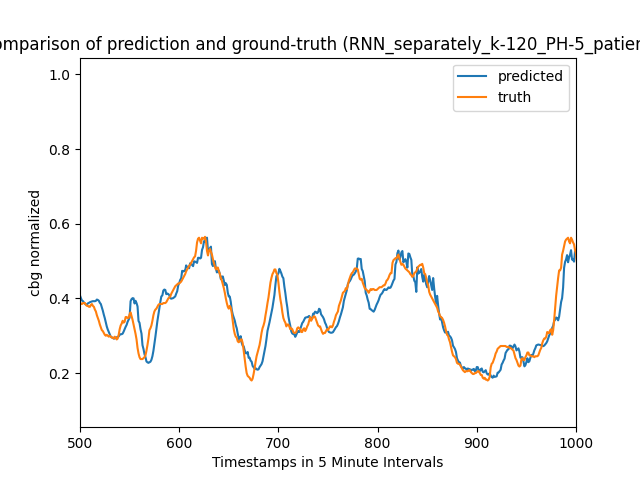 omparison of prediction and ground-truth (RNN_separately_k-120_PH-5_patien
predicted
truth
cbg normalized
1.0
0.8
0.6
0.4
0.2
500 600 700 800 900 1000
Timestamps in 5 Minute Intervals